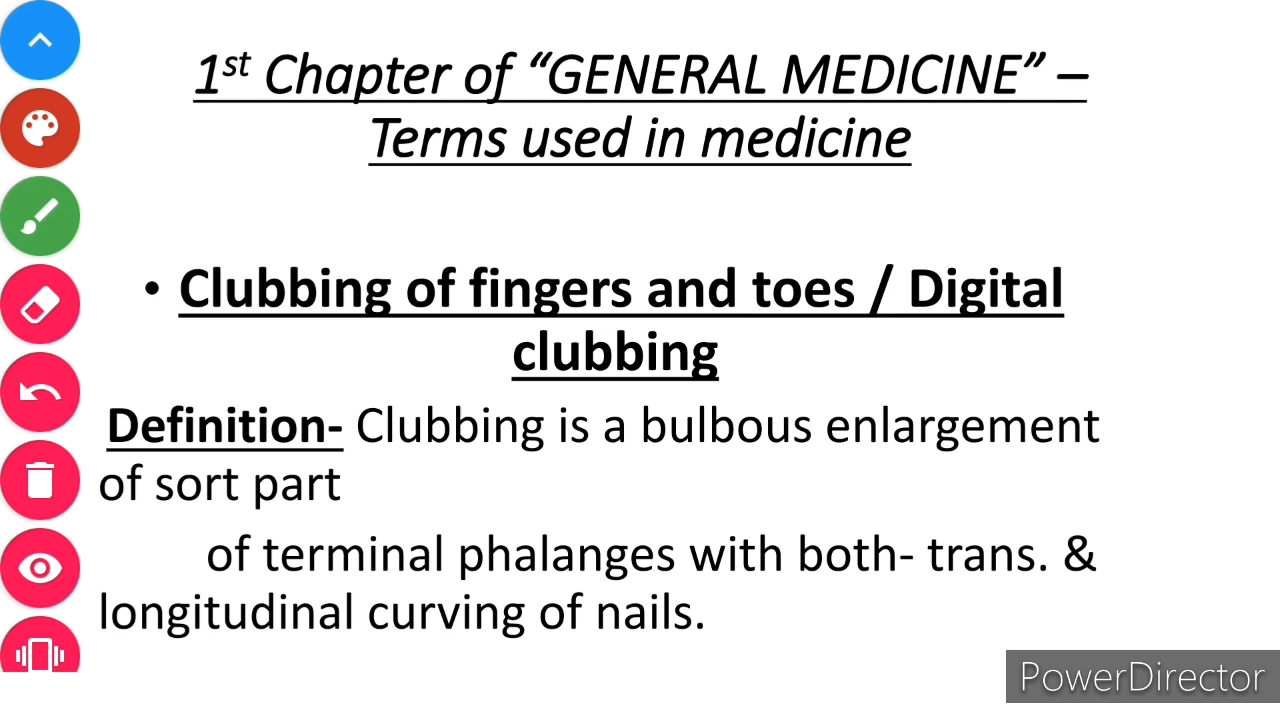 1st Chapter of “GENERAL MEDICINE” –
Terms used in medicine
• Clubbing of fingers and toes / Digital
clubbing
Definition- Clubbing is a bulbous enlargement
of sort part
of terminal phalanges with both- trans. &
longitudinal curving of nails.
PowerDirector